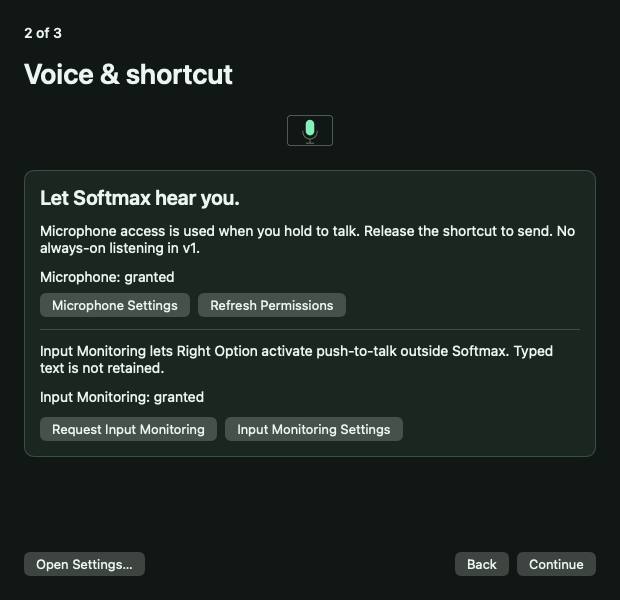 2 of 3
Voice & shortcut
Let Softmax hear you.
Microphone access is used when you hold to talk. Release the shortcut to send. No
always-on listening in v1.
Microphone: granted
Microphone Settings
Refresh Permissions
Input Monitoring lets Right Option activate push-to-talk outside Softmax. Typed
text is not retained.
Input Monitoring: granted
Request Input Monitoring
Input Monitoring Settings
Open Settings...
Back
Continue